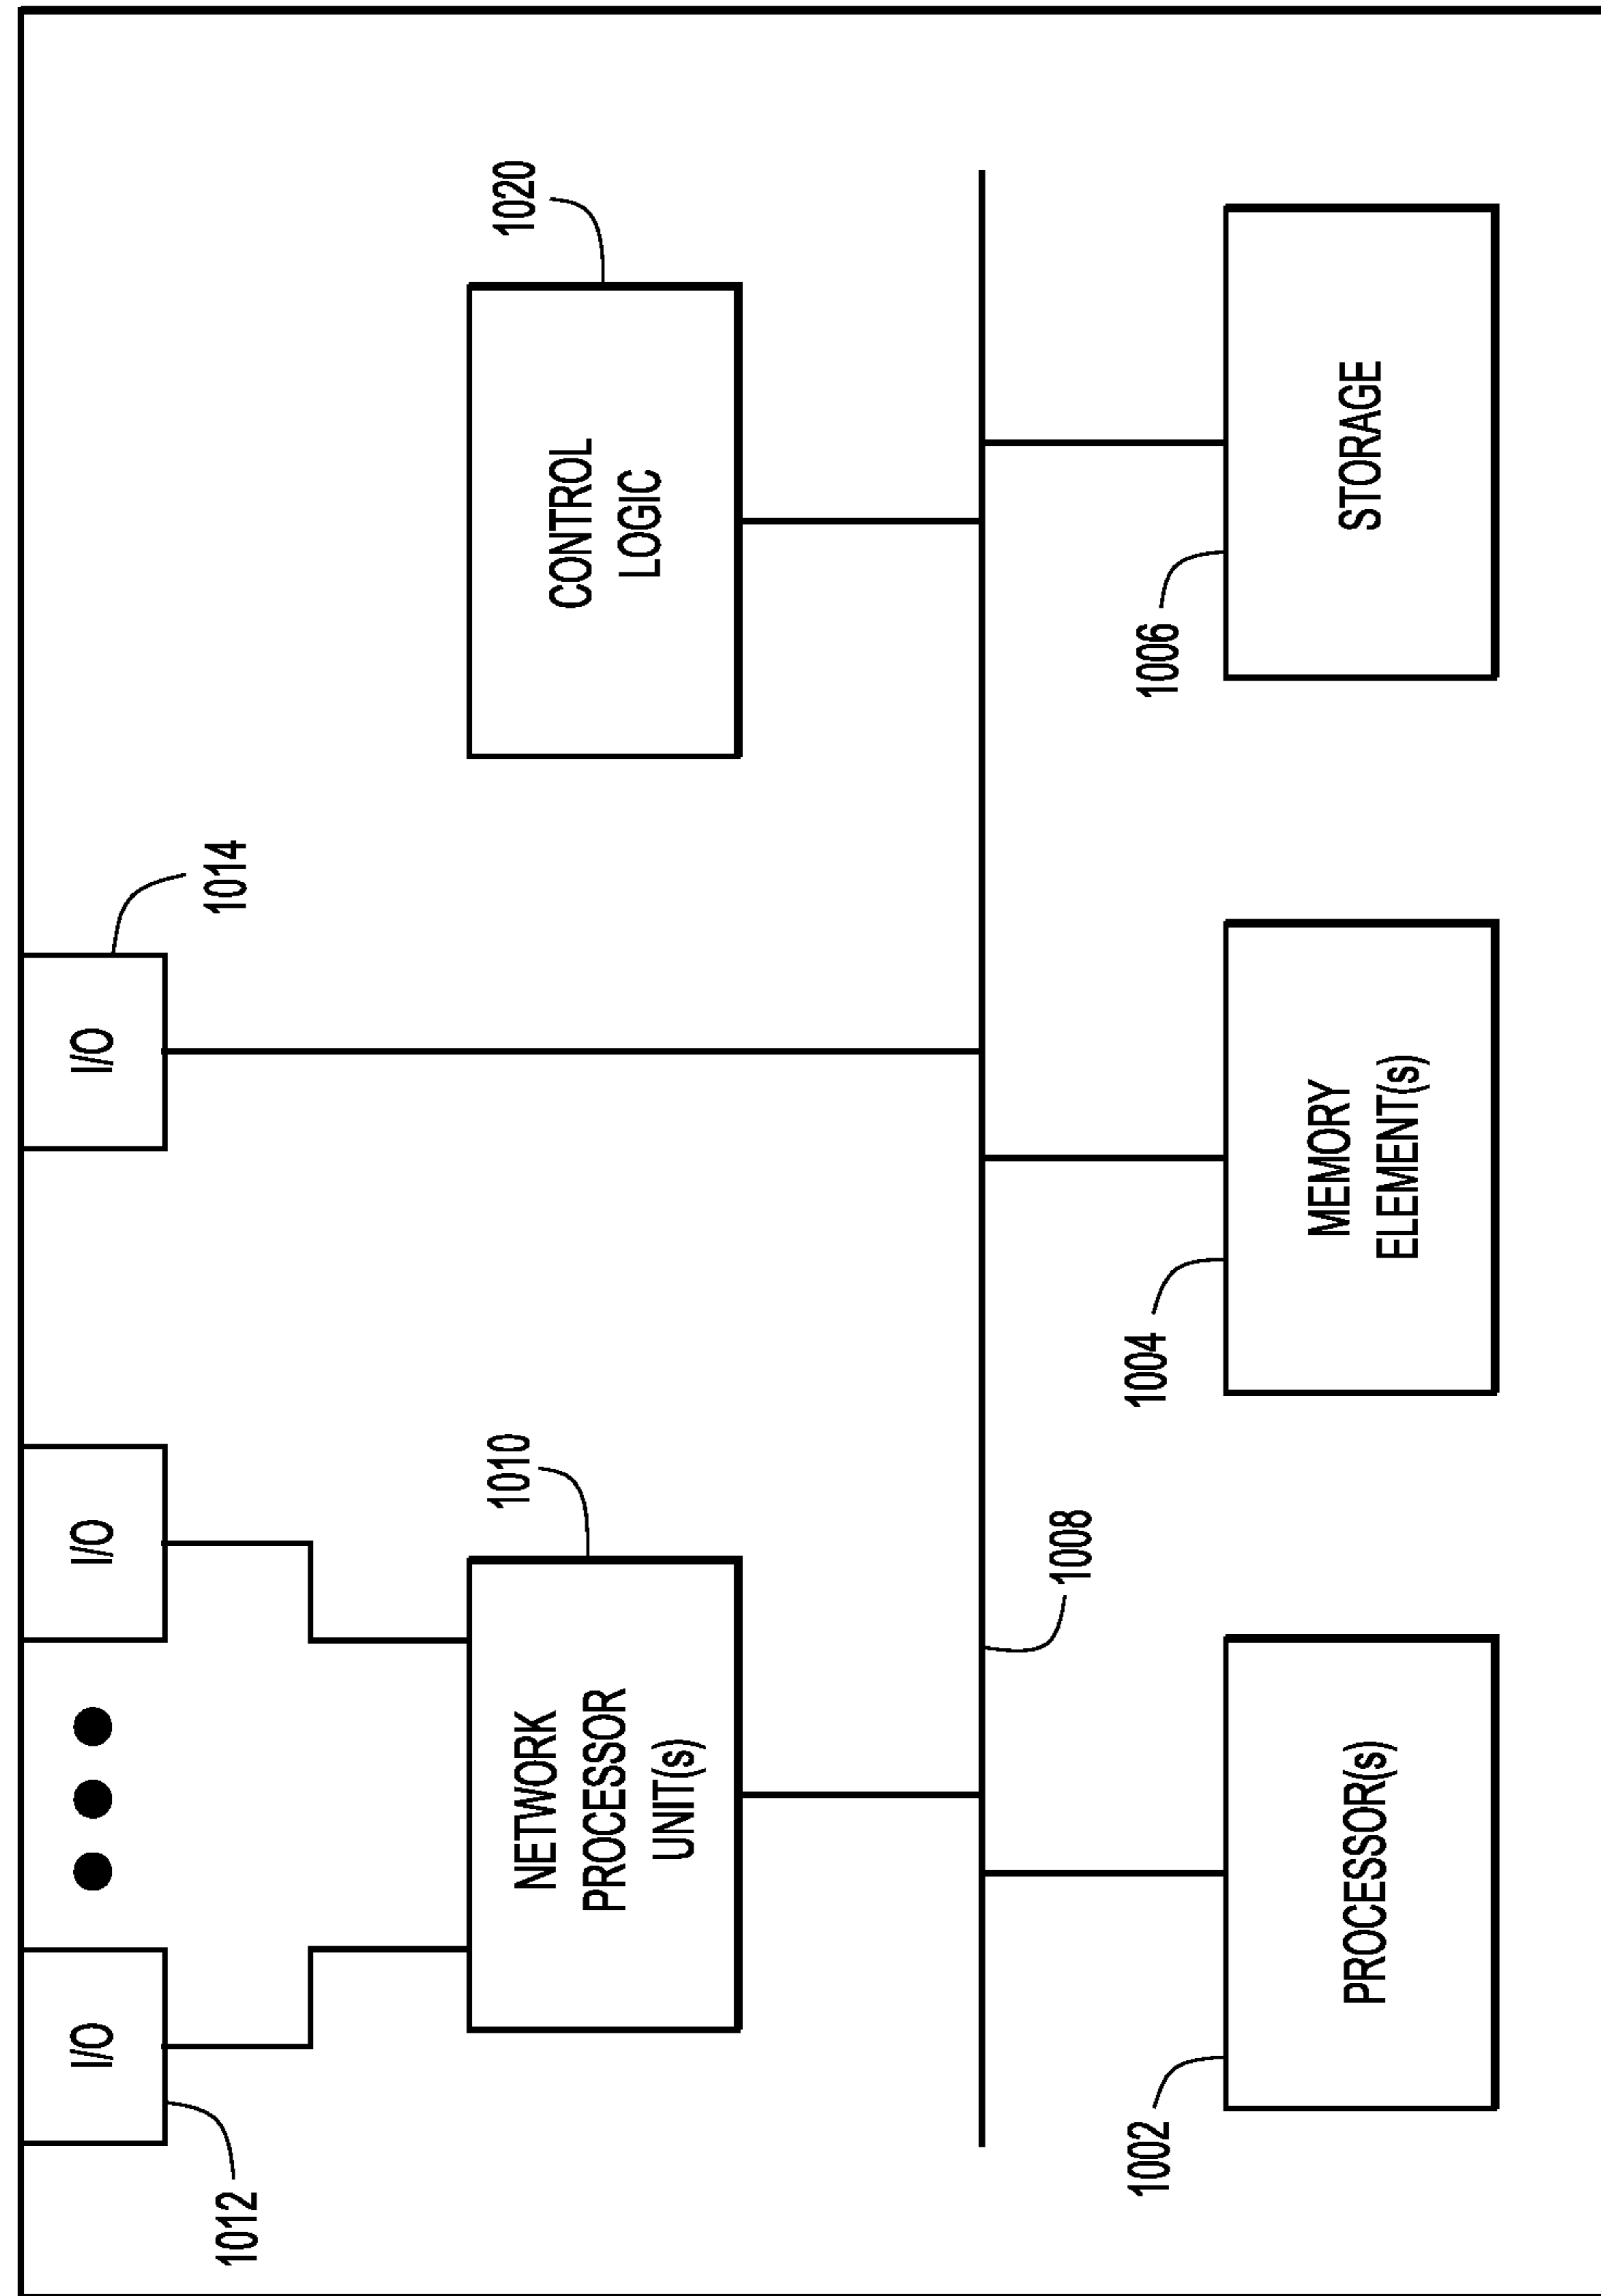 I/O
I/O
I/O
1012
1014
1010
1020
NETWORK
PROCESSOR
UNIT(s)
CONTROL
LOGIC
1008
1002
1004
1006
PROCESSOR(s)
MEMORY
ELEMENT(s)
STORAGE